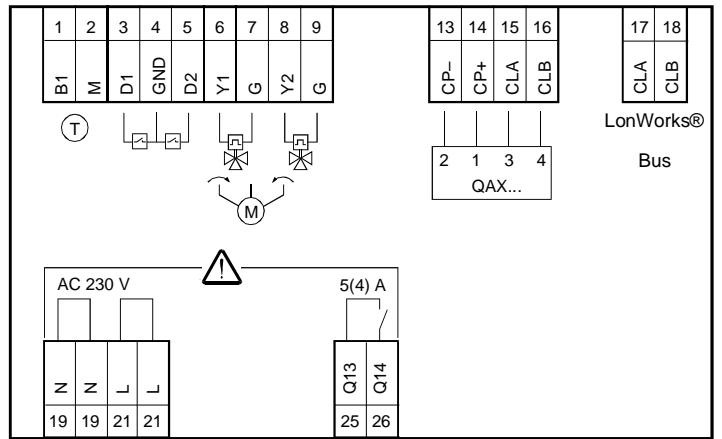 1 2 3 4 5 6 7 8 9
B1 M D1 GND D2 Y1 G Y2 G
T
M
13 14 15 16
CP– CP+ CLA CLB
2 1 3 4
QAX...
17 18
CLA CLB
LonWorks®
Bus
AC 230 V
5(4) A
N N L L
19 19 21 21
Q13 Q14
25 26